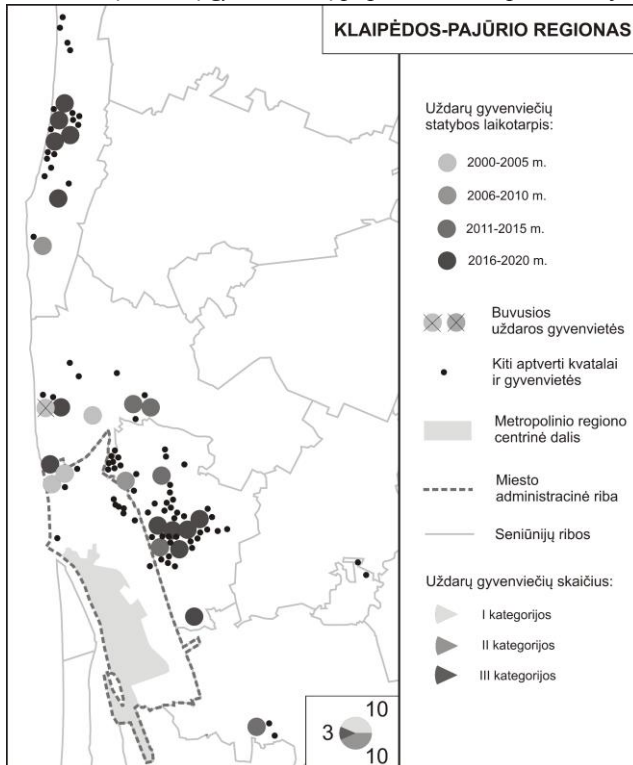 KLAIPĖDOS-PAJŪRIO REGIONAS
Uždarų gyvenviečių
statybos laikotarpis:
2000-2005 m.
2006-2010 m.
2011-2015 m.
2016-2020 m.
Buvusios
uždaros gyvenvietės
Kiti aptverti kvatalai
ir gyvenvietės
Metropolinio regiono
centrinė dalis
Miesto
administracinė riba
Seniūnijų ribos
Uždarų gyvenviečių skaičius:
I kategorijos
II kategorijos
III kategorijos
10
3
10